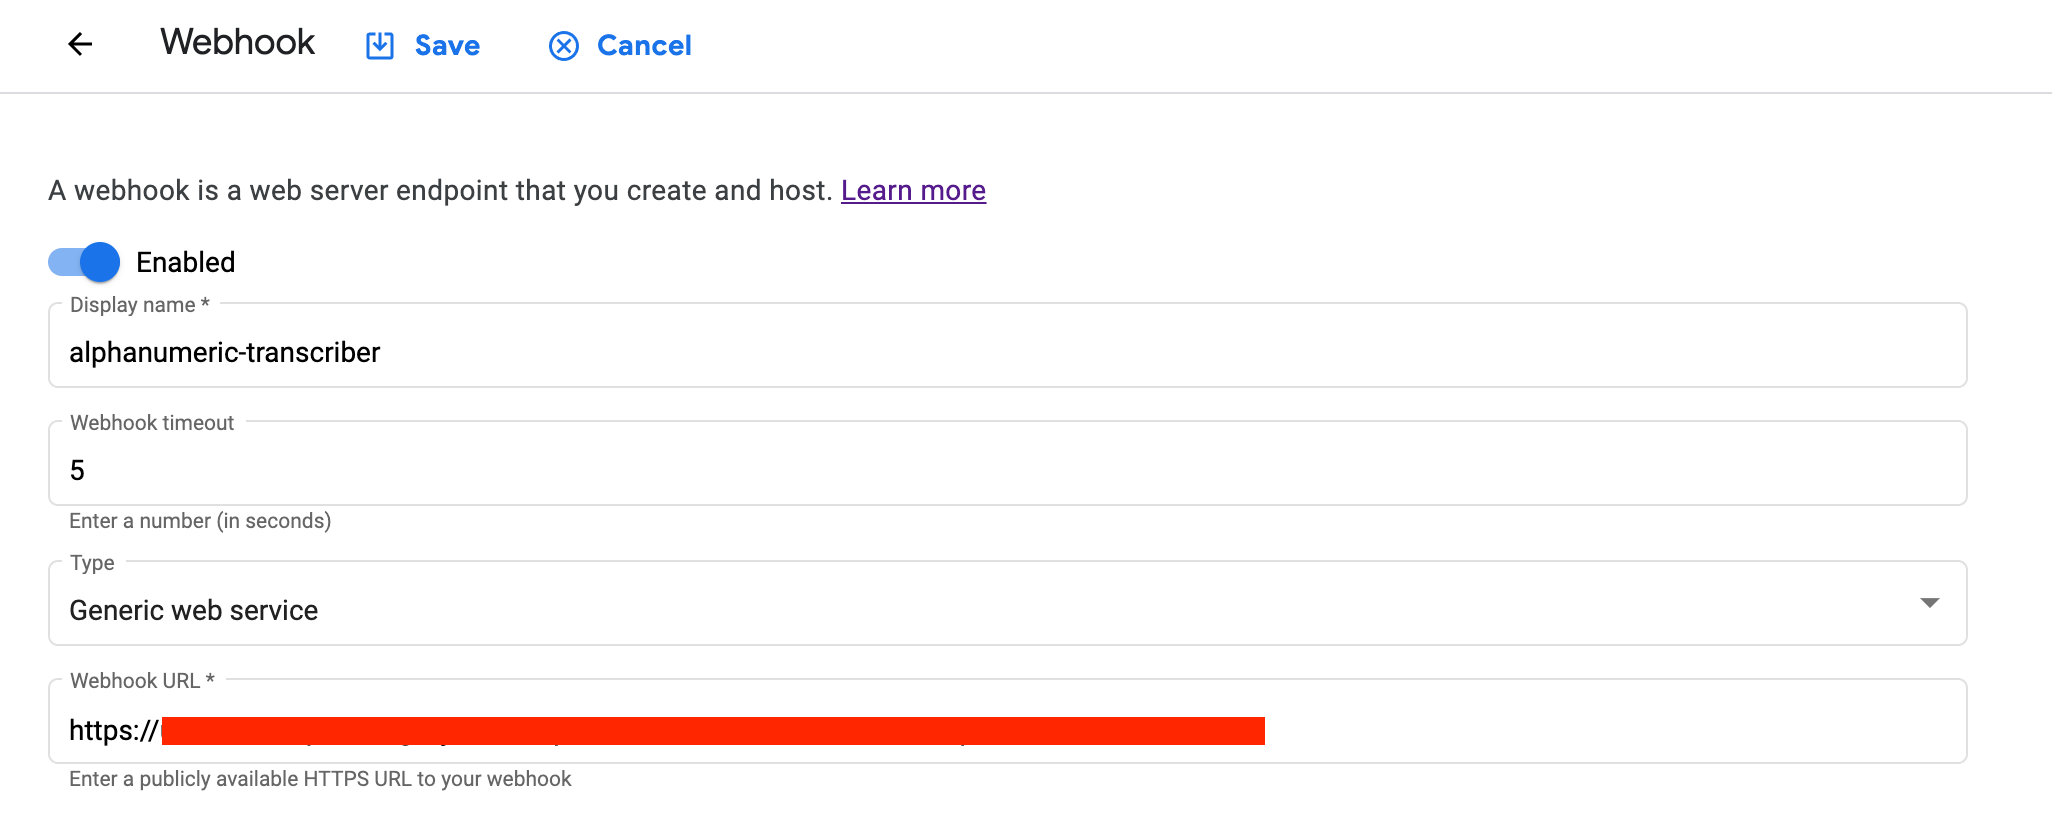 Webhook Save Cancel
A webhook is a web server endpoint that you create and host. Learn more
Enabled
Display name *
alphanumeric-transcriber
Webhook timeout
5
Enter a number (in seconds)
Type
Generic web service
Webhook URL *
https://
Enter a publicly available HTTPS URL to your webhook